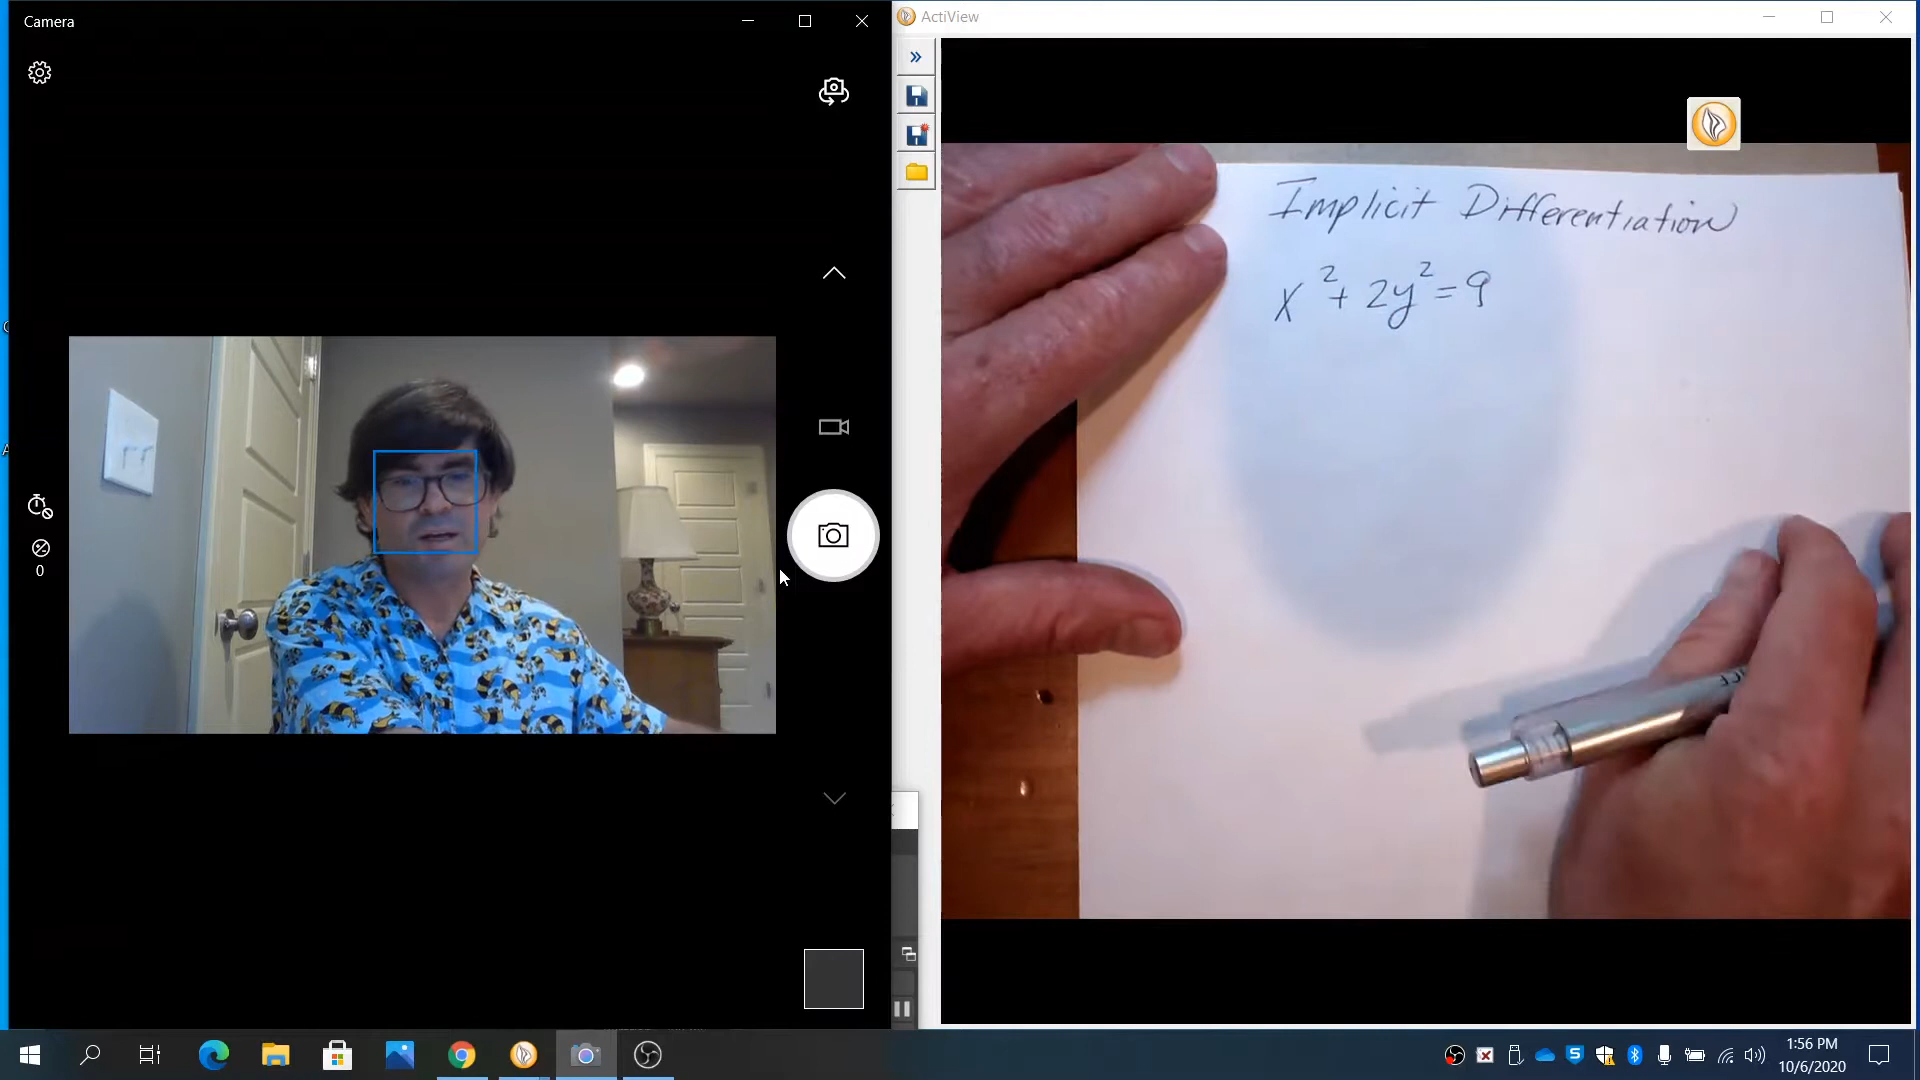 Camera
ActiView
0
Implicit Differentiation
x² + 2y² = 9
1:56 PM
10/6/2020